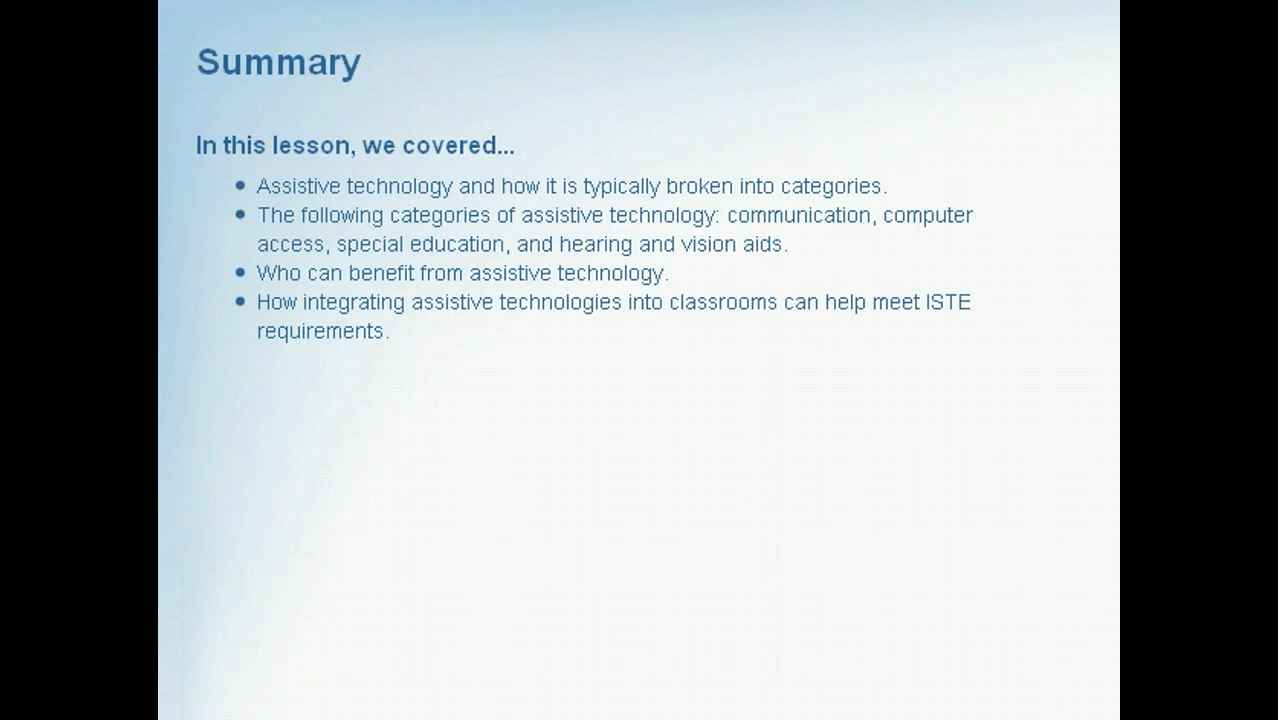 Summary
In this lesson, we covered...
• Assistive technology and how it is typically broken into categories.
• The following categories of assistive technology: communication, computer
access, special education, and hearing and vision aids.
• Who can benefit from assistive technology.
• How integrating assistive technologies into classrooms can help meet ISTE
requirements.